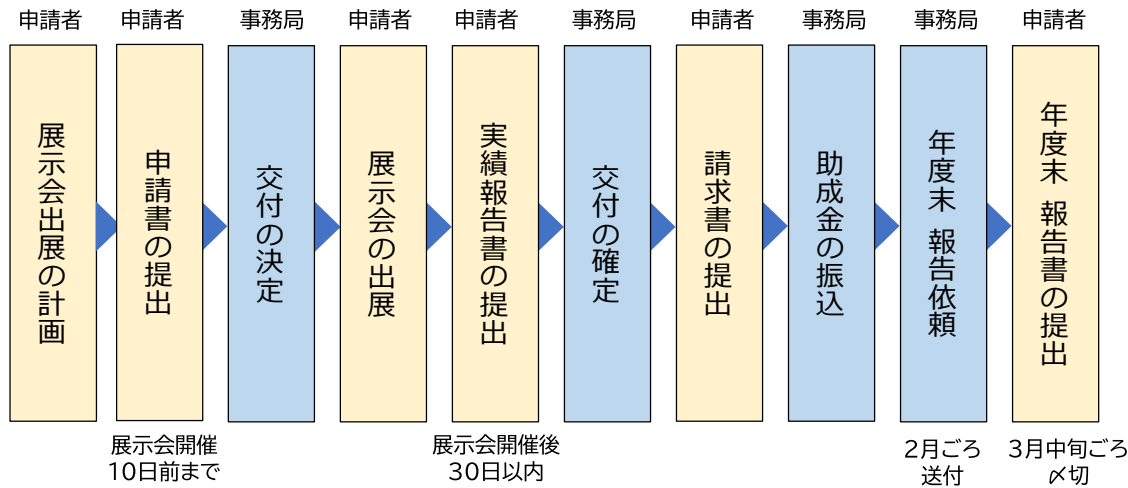 申請者
申請者
事務局
申請者
申請者
事務局
申請者
事務局
事務局
申請者
展示会出展の計画
申請書の提出
交付の決定
展示会の出展
実績報告書の提出
交付の確定
請求書の提出
助成金の振込
年度末 報告依頼
年度末 報告書の提出
展示会開催
10日前まで
展示会開催後
30日以内
2月ごろ
送付
3月中旬ごろ
〆切